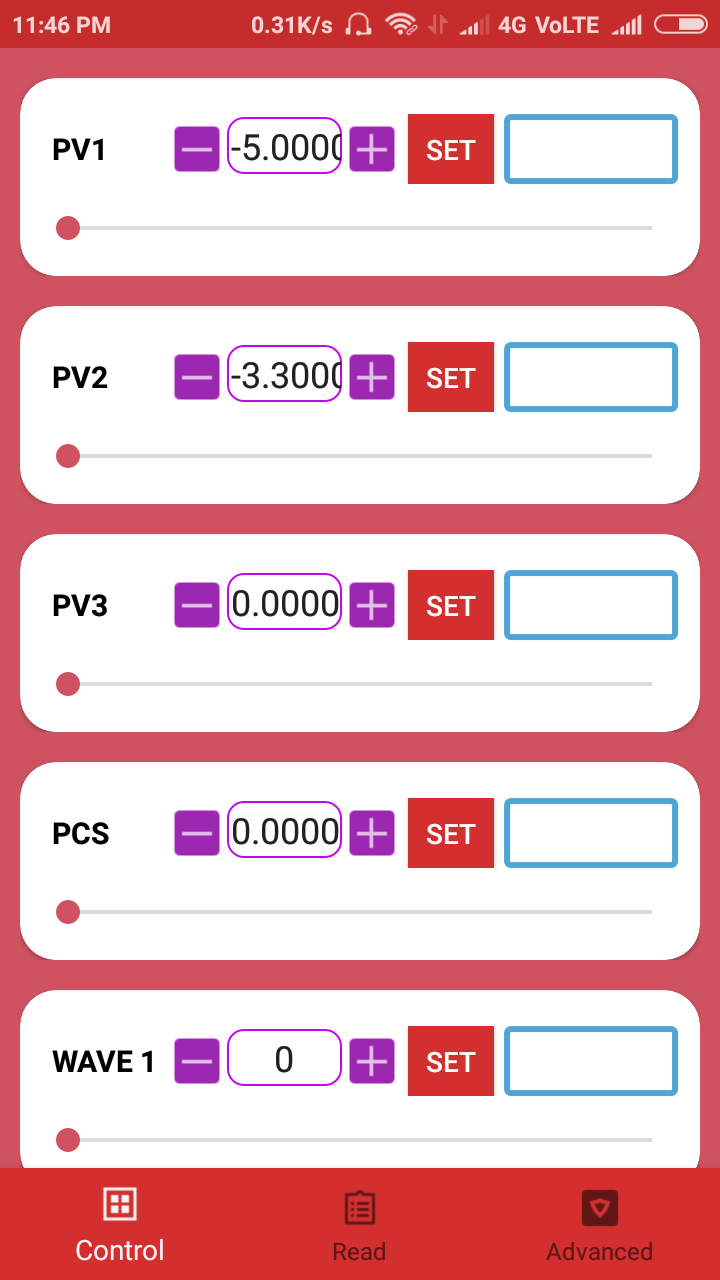 11:46 PM 0.31K/s 4G VoLTE
PV1 -5.0000 SET
PV2 -3.3000 SET
PV3 0.0000 SET
PCS 0.0000 SET
WAVE 1 0 SET
Control Read Advanced